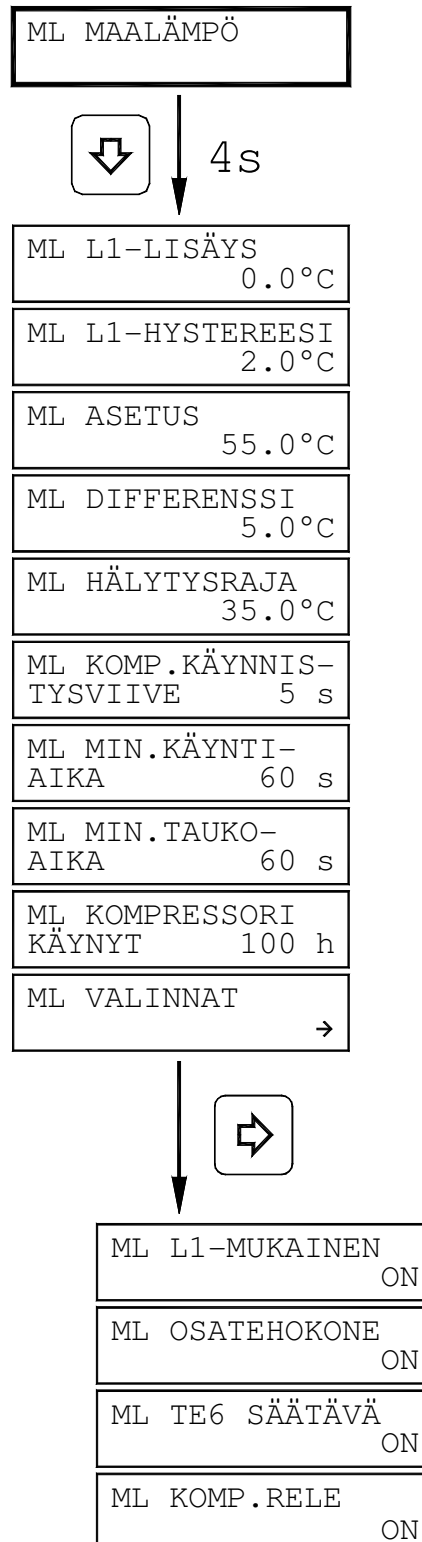 ML MAALÄMPÖ
4s
ML L1-LISÄYS
0.0°C
ML L1-HYSTEREESI
2.0°C
ML ASETUS
55.0°C
ML DIFFERENSSI
5.0°C
ML HÄLYTYSRAJA
35.0°C
ML KOMP.KÄYNNIS-
TYSVIIVE 5 s
ML MIN.KÄYNTI-
AIKA 60 s
ML MIN.TAUKO-
AIKA 60 s
ML KOMPRESSORI
KÄYNYT 100 h
ML VALINNAT
→
ML L1-MUKAINEN
ON
ML OSATEHOKONE
ON
ML TE6 SÄÄTÄVÄ
ON
ML KOMP.RELE
ON